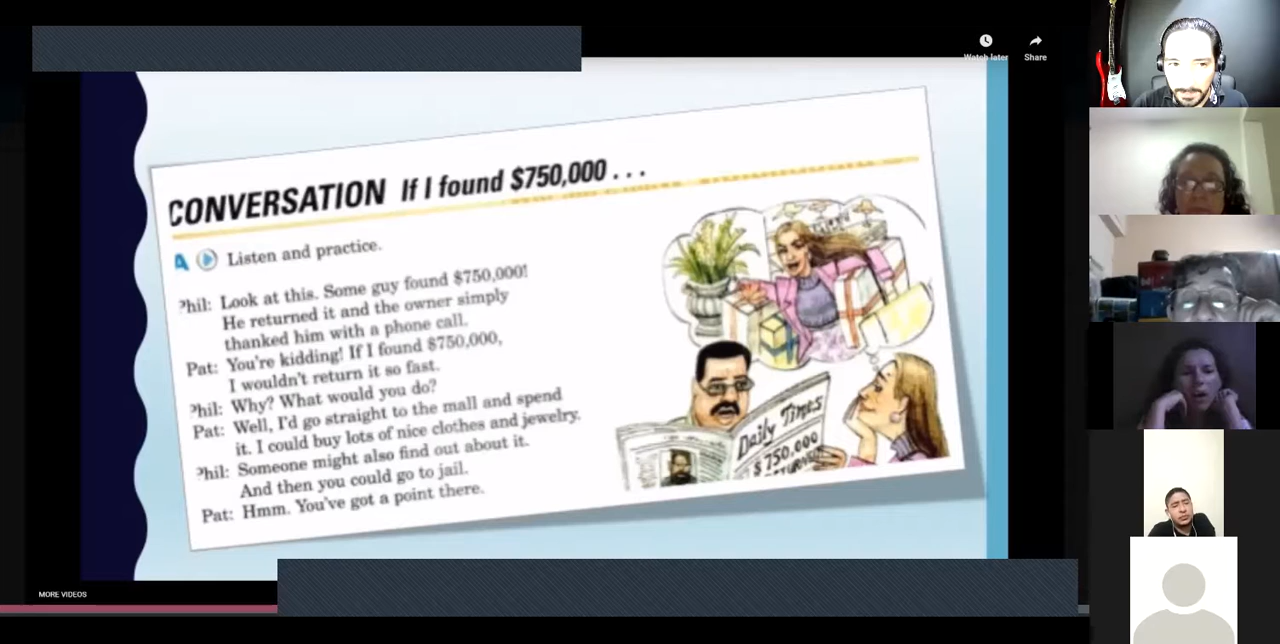 Watch later
Share
CONVERSATION If I found $750,000 . . .
A Listen and practice.
Phil: Look at this. Some guy found $750,000!
He returned it and the owner simply
thanked him with a phone call.
Pat: You're kidding! If I found $750,000,
I wouldn't return it so fast.
Phil: Why? What would you do?
Pat: Well, I'd go straight to the mall and spend
it. I could buy lots of nice clothes and jewelry.
Phil: Someone might also find out about it.
And then you could go to jail.
Pat: Hmm. You've got a point there.
Daily Times
$750,000
MORE VIDEOS